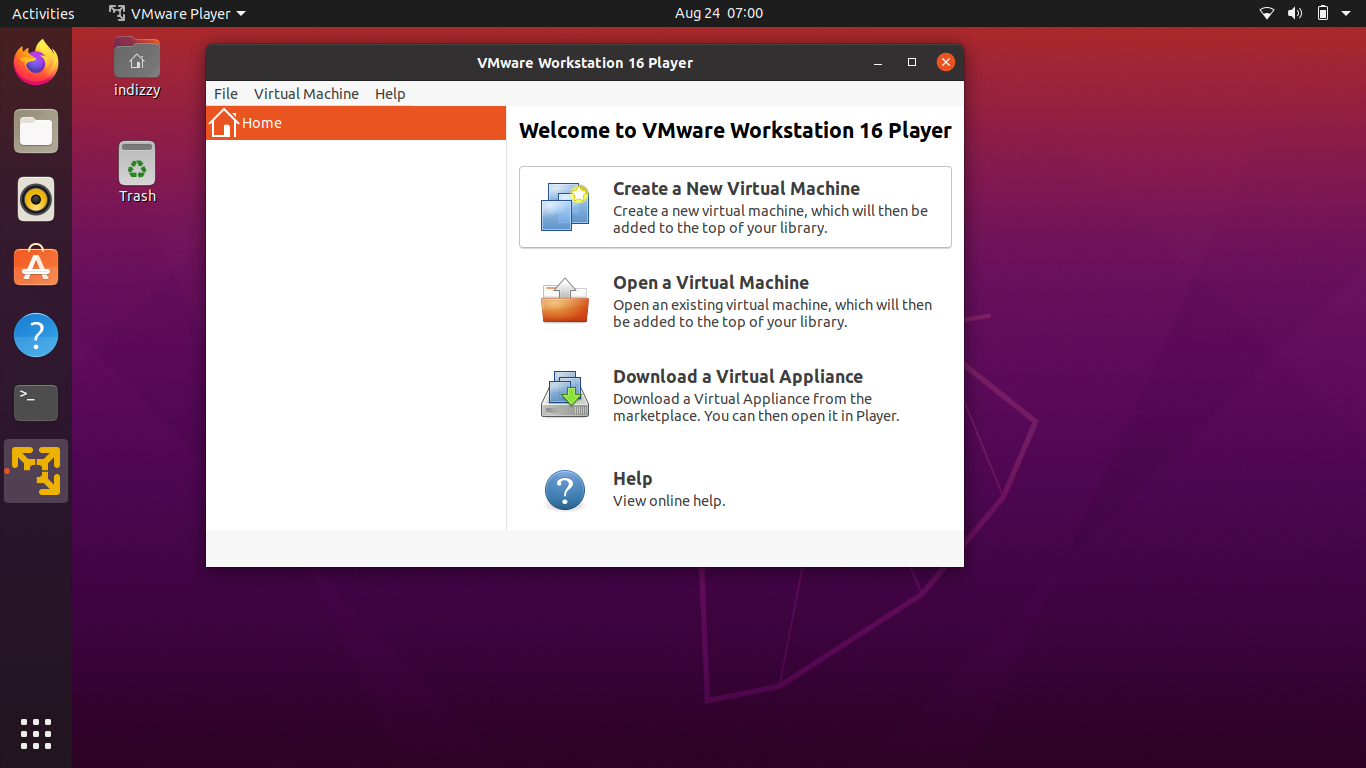 Activities
VMware Player
Aug 24 07:00
indizzy
Trash
>_
VMware Workstation 16 Player
File Virtual Machine Help
Home
Welcome to VMware Workstation 16 Player
Create a New Virtual Machine
Create a new virtual machine, which will then be
added to the top of your library.
Open a Virtual Machine
Open an existing virtual machine, which will then
be added to the top of your library.
Download a Virtual Appliance
Download a Virtual Appliance from the
marketplace. You can then open it in Player.
Help
View online help.